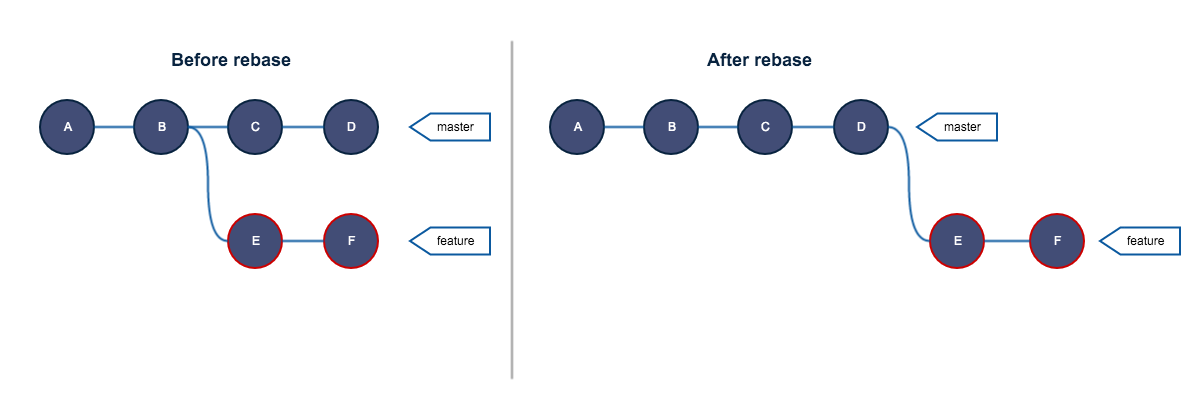 Before rebase
A
B
C
D
master
E
F
feature
After rebase
A
B
C
D
master
E
F
feature